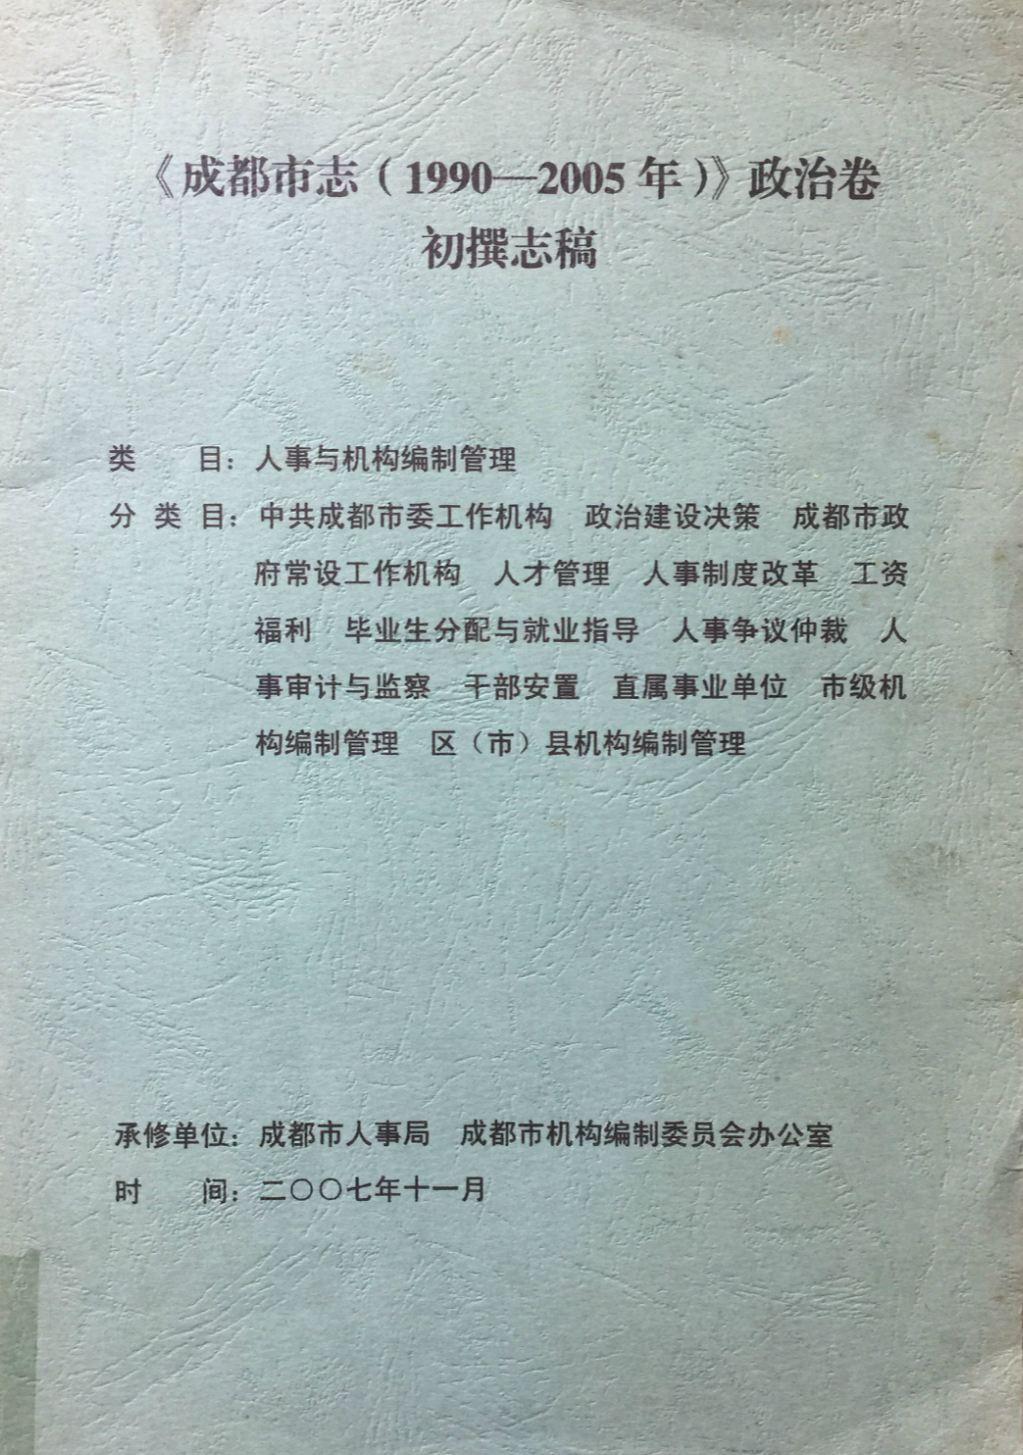 《成都市志（1990—2005年）》政治卷
初撰志稿
类　　目：人事与机构编制管理
分 类 目：中共成都市委工作机构　政治建设决策　成都市政
府常设工作机构　人才管理　人事制度改革　工资
福利　毕业生分配与就业指导　人事争议仲裁　人
事审计与监察　干部安置　直属事业单位　市级机
构编制管理　区（市）县机构编制管理
承修单位：成都市人事局　成都市机构编制委员会办公室
时　　间：二〇〇七年十一月